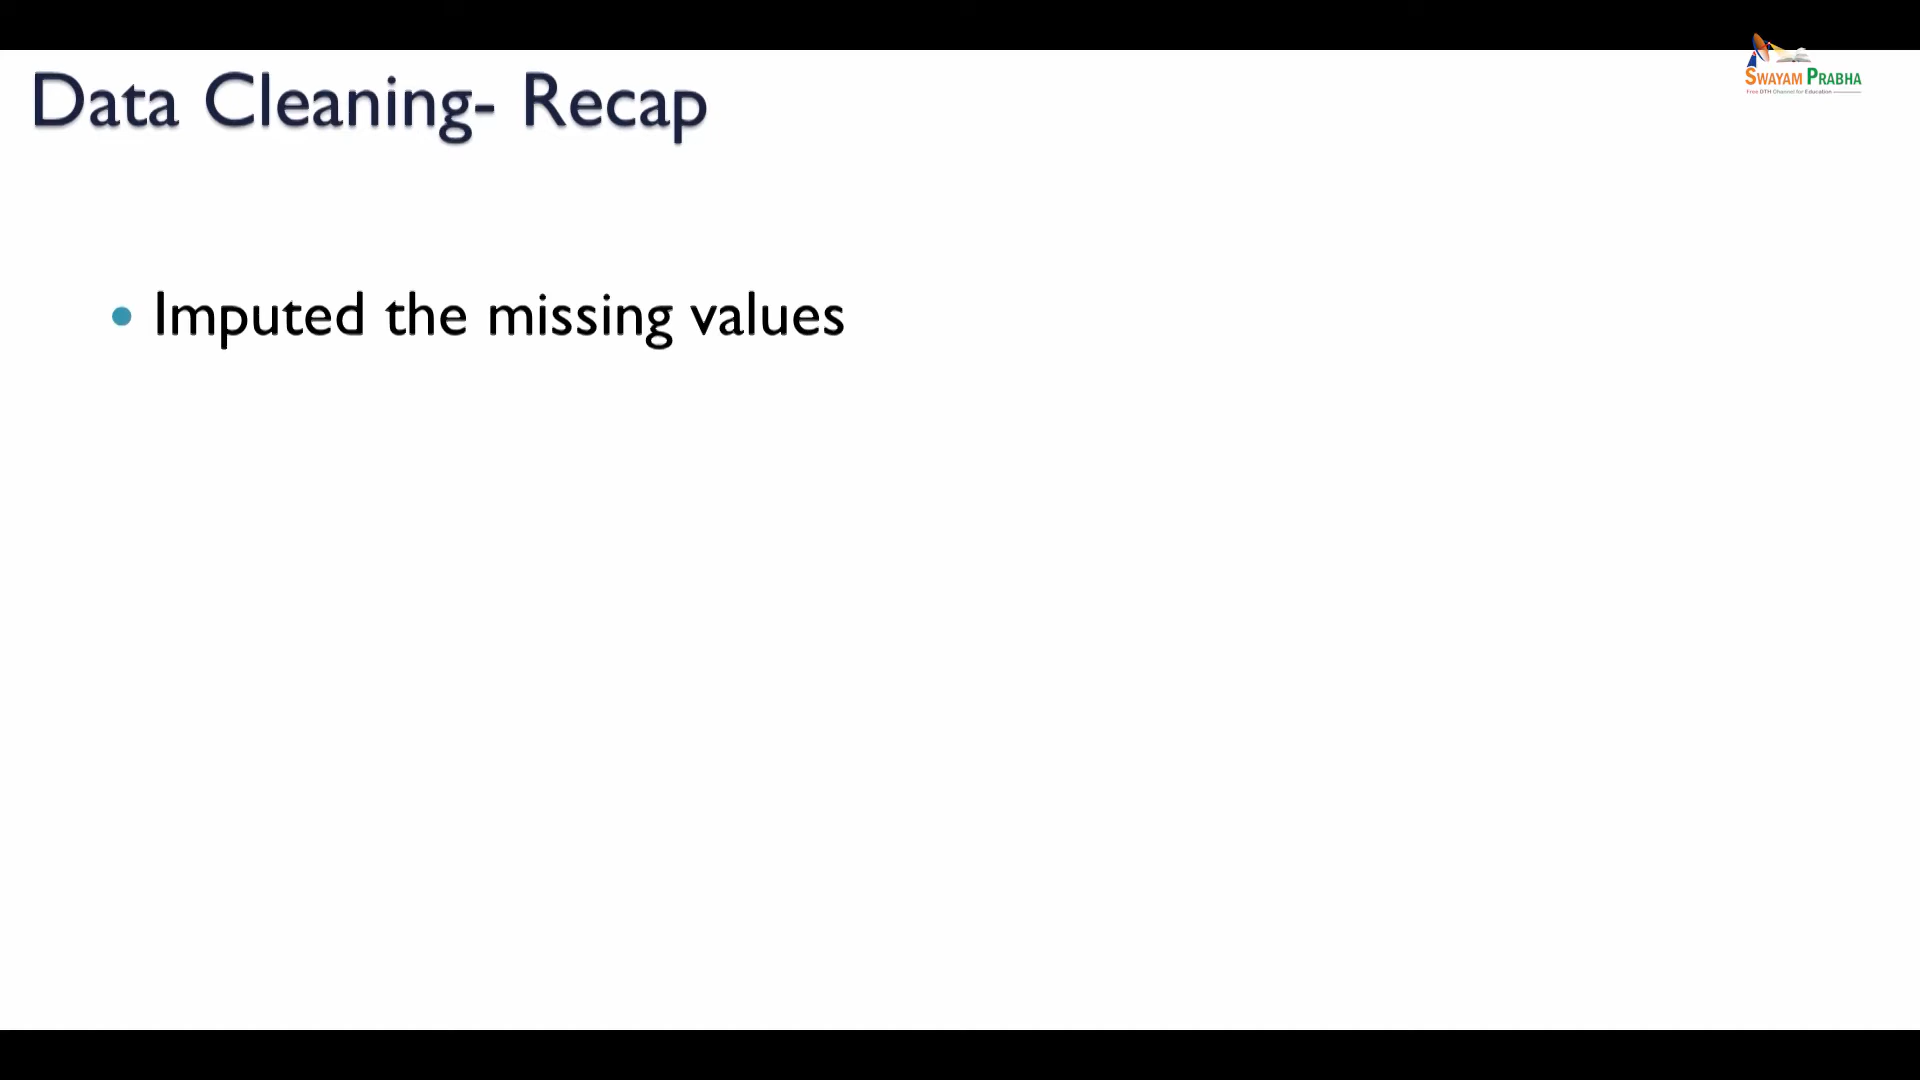 Data Cleaning- Recap
SWAYAM PRABHA
Free DTH Channel for Education
• Imputed the missing values